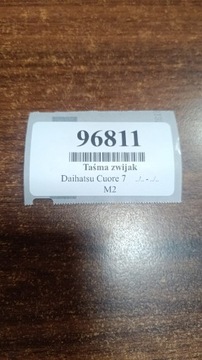 96811
Taśma zwijak
Daihatsu Cuore 7 ./. - ./.
M2